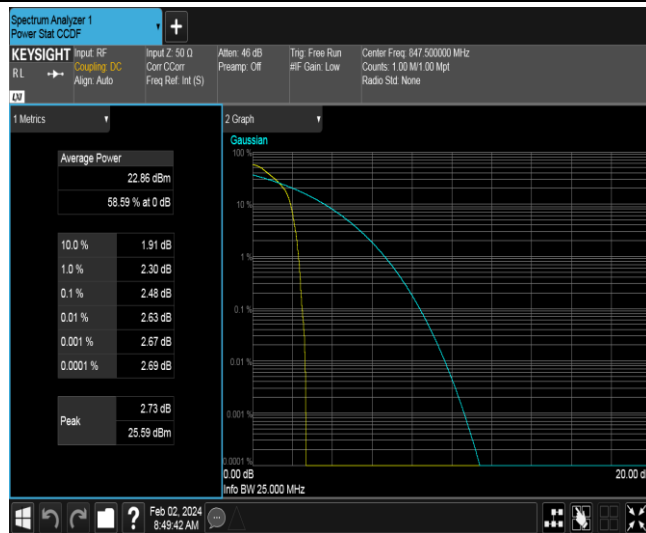 Spectrum Analyzer 1
Power Stat CCDF
+
KEYSIGHT
RL
Input: RF
Coupling: DC
Align: Auto
Input Z: 50 Ω
Corr CCorr
Freq Ref: Int (S)
Atten: 46 dB
Preamp: Off
Trig: Free Run
#IF Gain: Low
Center Freq: 847.500000 MHz
Counts: 1.00 M/1.00 Mpt
Radio Std: None
1 Metrics
Average Power
22.86 dBm
58.59 % at 0 dB
10.0 % 1.91 dB
1.0 % 2.30 dB
0.1 % 2.48 dB
0.01 % 2.63 dB
0.001 % 2.67 dB
0.0001 % 2.69 dB
Peak
2.73 dB
25.59 dBm
2 Graph
Gaussian
100 %
10 %
1 %
0.1 %
0.01 %
0.001 %
0.0001 %
0.00 dB
20.00 d
Info BW 25.000 MHz
?
Feb 02, 2024
8:49:42 AM